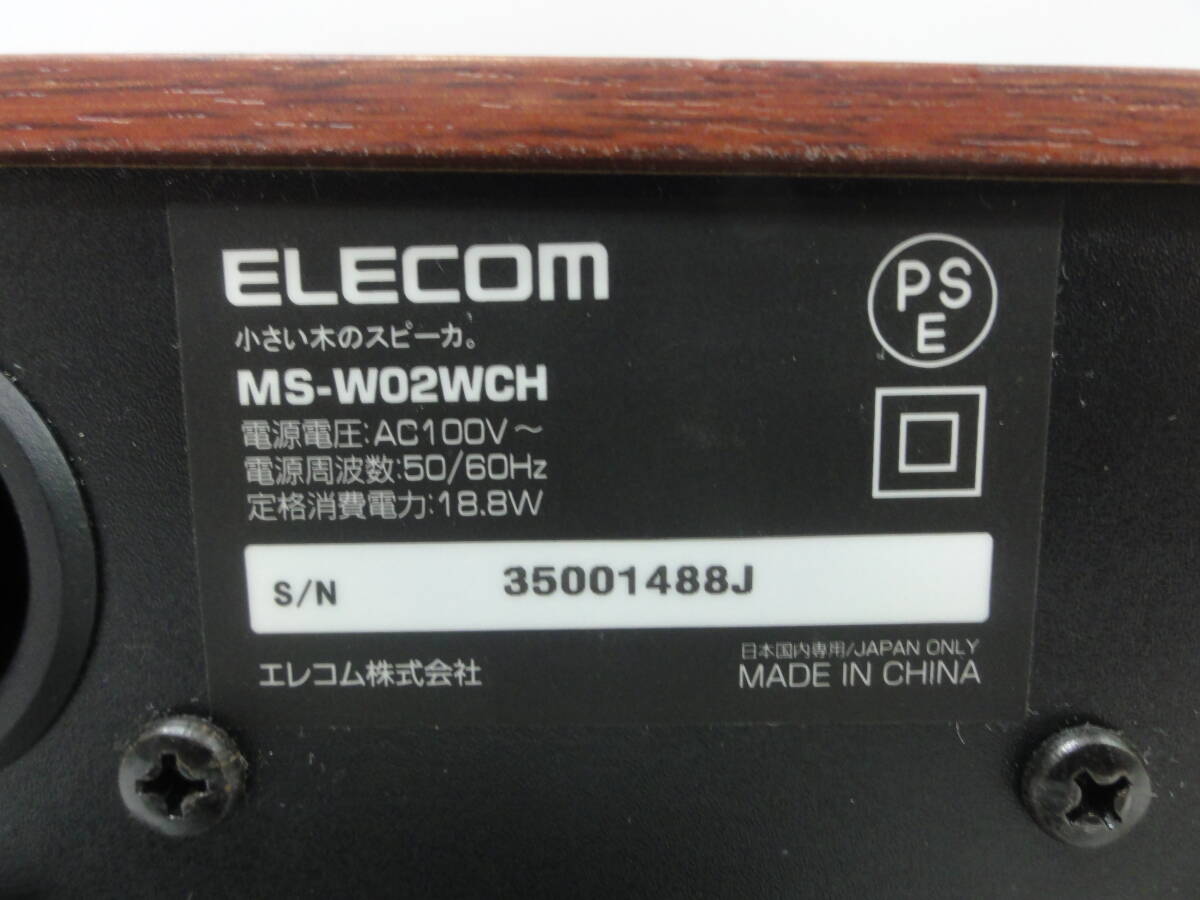 ELECOM
小さい木のスピーカ。
MS-W02WCH
電源電圧:AC100V～
電源周波数:50/60Hz
定格消費電力:18.8W
PS
E
S/N 35001488J
エレコム株式会社
日本国内専用/JAPAN ONLY
MADE IN CHINA